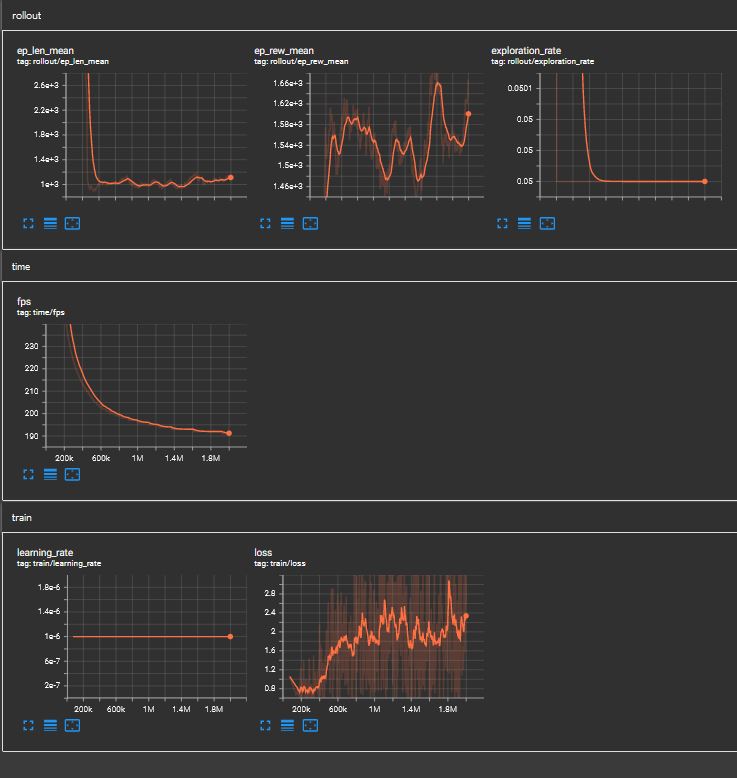 rollout
ep_len_mean
tag: rollout/ep_len_mean
2.6e+3
2.2e+3
1.8e+3
1.4e+3
1e+3
ep_rew_mean
tag: rollout/ep_rew_mean
1.66e+3
1.62e+3
1.58e+3
1.54e+3
1.5e+3
1.46e+3
exploration_rate
tag: rollout/exploration_rate
0.0501
0.05
0.05
0.05
time
fps
tag: time/fps
230
220
210
200
190
200k 600k 1M 1.4M 1.8M
train
learning_rate
tag: train/learning_rate
1.8e-6
1.4e-6
1e-6
6e-7
2e-7
200k 600k 1M 1.4M 1.8M
loss
tag: train/loss
2.8
2.4
2
1.6
1.2
0.8
200k 600k 1M 1.4M 1.8M